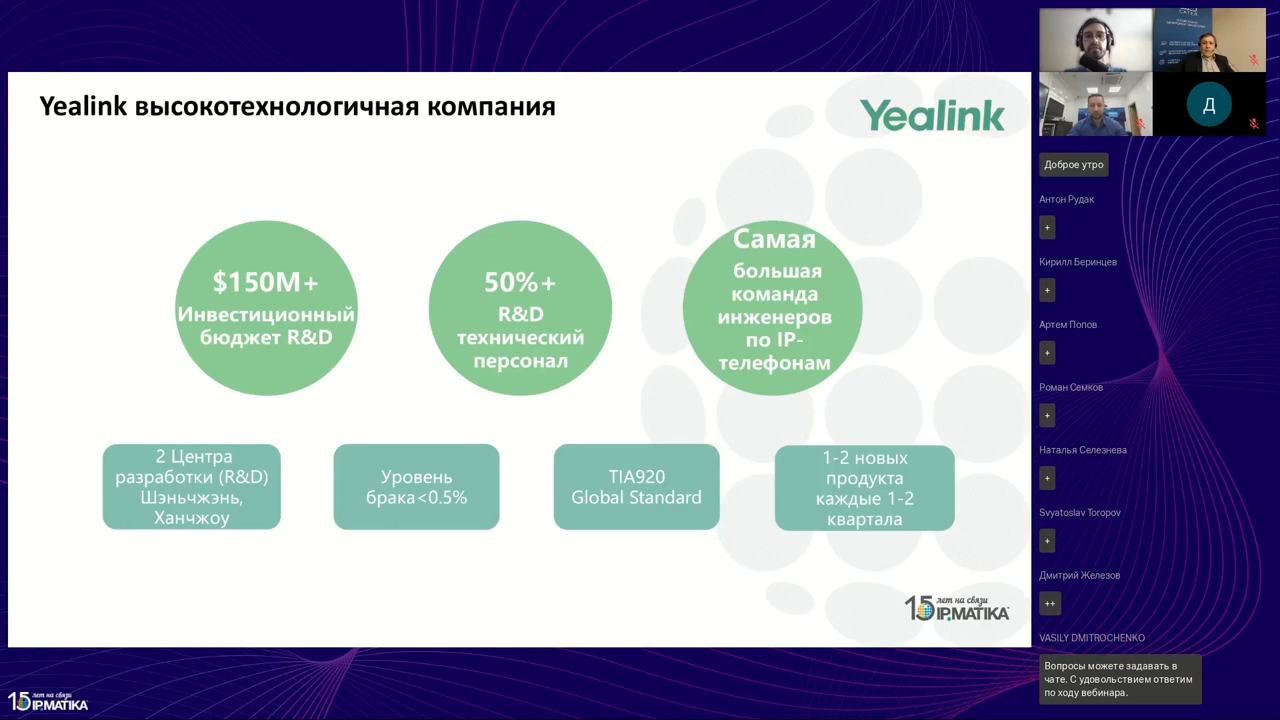 Yealink высокотехнологичная компания
Yealink
$150M+
Инвестиционный
бюджет R&D
50%+
R&D
технический
персонал
Самая
большая
команда
инженеров
по IP-
телефонам
2 Центра
разработки (R&D)
Шэньчжэнь,
Ханчжоу
Уровень
брака<0.5%
TIA920
Global Standard
1-2 новых
продукта
каждые 1-2
квартала
15 лет на связи
IPMATIKA
15 лет на связи
IPMATIKA
Д
Доброе утро
Антон Рудак
+
Кирилл Беринцев
+
Артем Попов
+
Роман Семков
+
Наталья Селезнева
+
Svyatoslav Toropov
+
Дмитрий Железов
++
VASILY DMITROCHENKO
Вопросы можете задавать в
чате. С удовольствием ответим
по ходу вебинара.